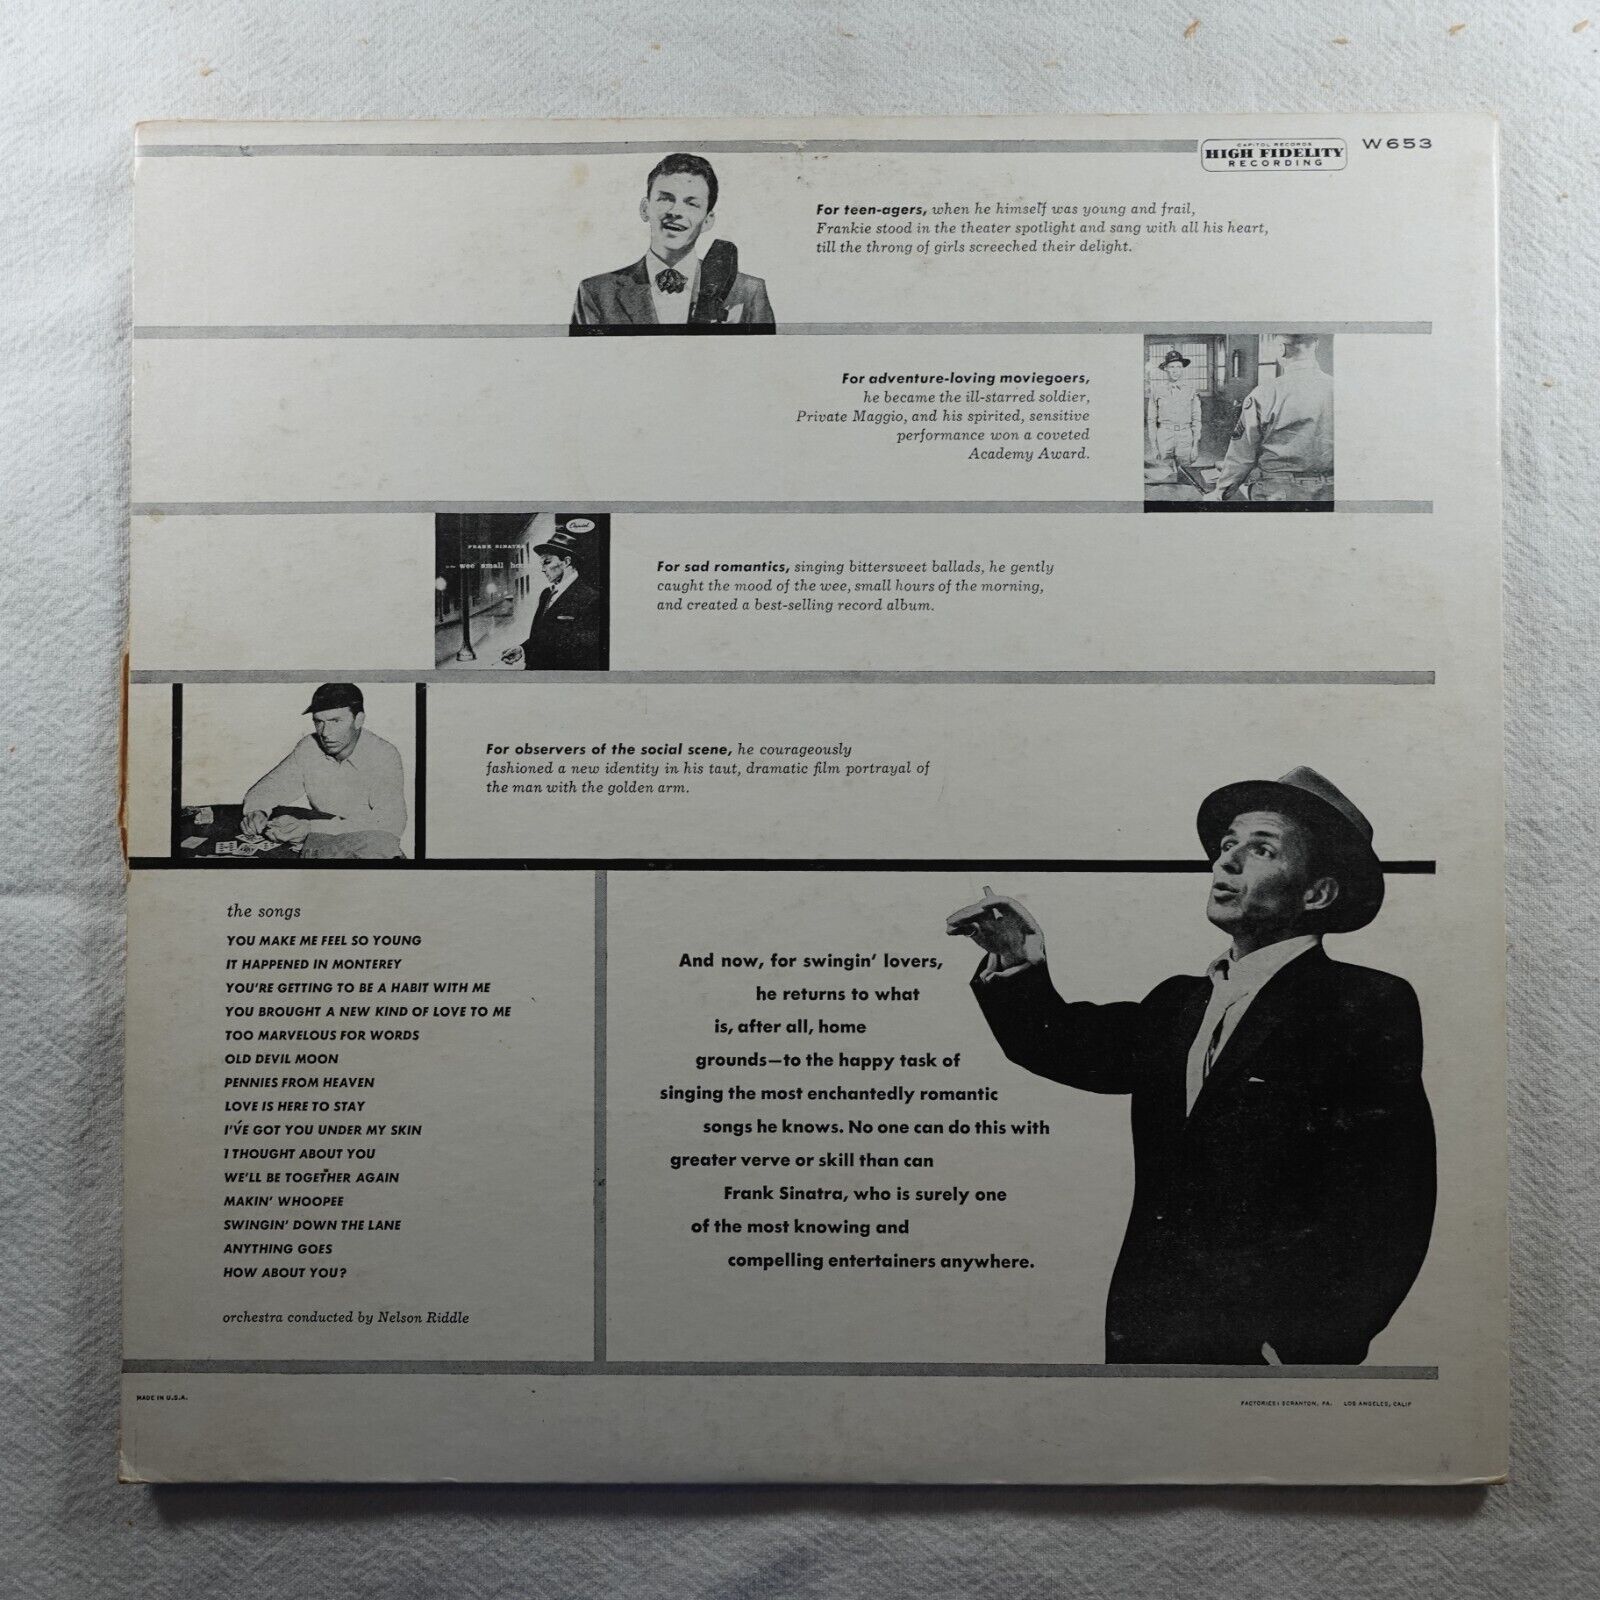 CAPITOL RECORDS
HIGH FIDELITY
RECORDING
W653
For teen-agers, when he himself was young and frail,
Frankie stood in the theater spotlight and sang with all his heart,
till the throng of girls screeched their delight.
For adventure-loving moviegoers,
he became the ill-starred soldier,
Private Maggio, and his spirited, sensitive
performance won a coveted
Academy Award.
Capitol
FRANK SINATRA
wee small
For sad romantics, singing bittersweet ballads, he gently
caught the mood of the wee, small hours of the morning,
and created a best-selling record album.
For observers of the social scene, he courageously
fashioned a new identity in his taut, dramatic film portrayal of
the man with the golden arm.
the songs
YOU MAKE ME FEEL SO YOUNG
IT HAPPENED IN MONTEREY
YOU'RE GETTING TO BE A HABIT WITH ME
YOU BROUGHT A NEW KIND OF LOVE TO ME
TOO MARVELOUS FOR WORDS
OLD DEVIL MOON
PENNIES FROM HEAVEN
LOVE IS HERE TO STAY
I'VE GOT YOU UNDER MY SKIN
I THOUGHT ABOUT YOU
WE'LL BE TOGETHER AGAIN
MAKIN' WHOOPEE
SWINGIN' DOWN THE LANE
ANYTHING GOES
HOW ABOUT YOU?
orchestra conducted by Nelson Riddle
And now, for swingin' lovers,
he returns to what
is, after all, home
grounds—to the happy task of
singing the most enchantedly romantic
songs he knows. No one can do this with
greater verve or skill than can
Frank Sinatra, who is surely one
of the most knowing and
compelling entertainers anywhere.
MADE IN U.S.A.
FACTORIES: SCRANTON, PA. LOS ANGELES, CALIF